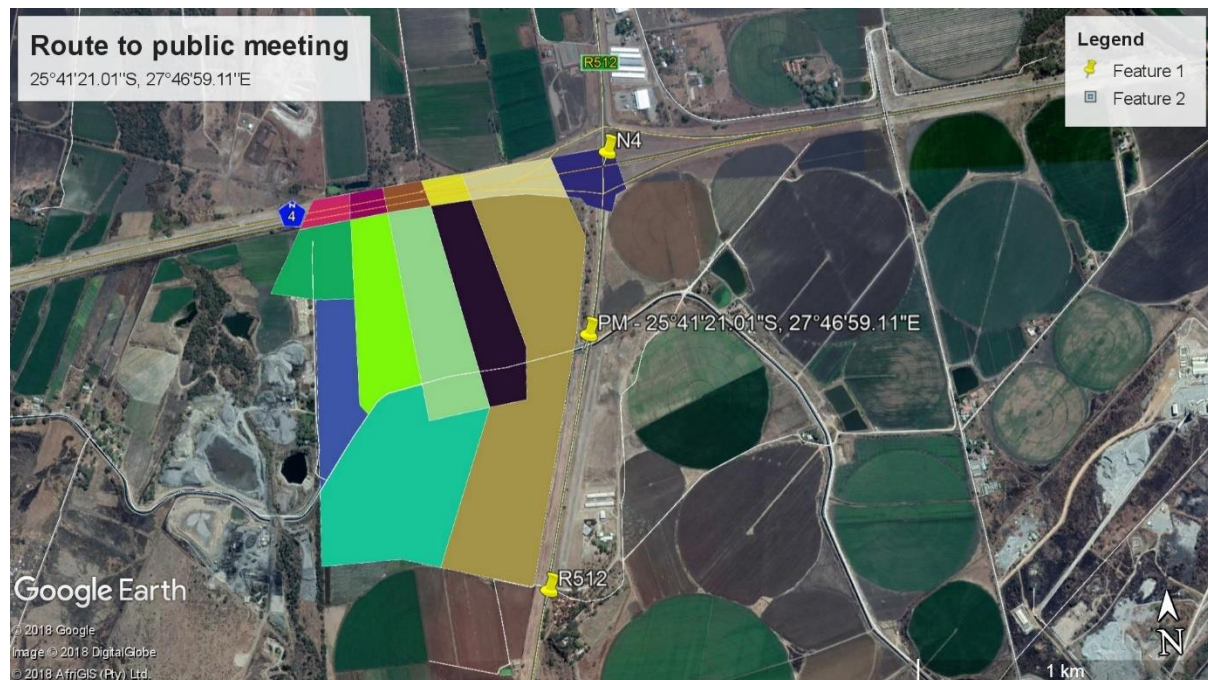 Route to public meeting
25°41'21.01"S, 27°46'59.11"E
Legend
Feature 1
Feature 2
R512
N4
N
4
PM - 25°41'21.01"S, 27°46'59.11"E
R512
Google Earth
© 2018 Google
Image © 2018 DigitalGlobe
© 2018 AfriGIS (Pty) Ltd.
N
1 km